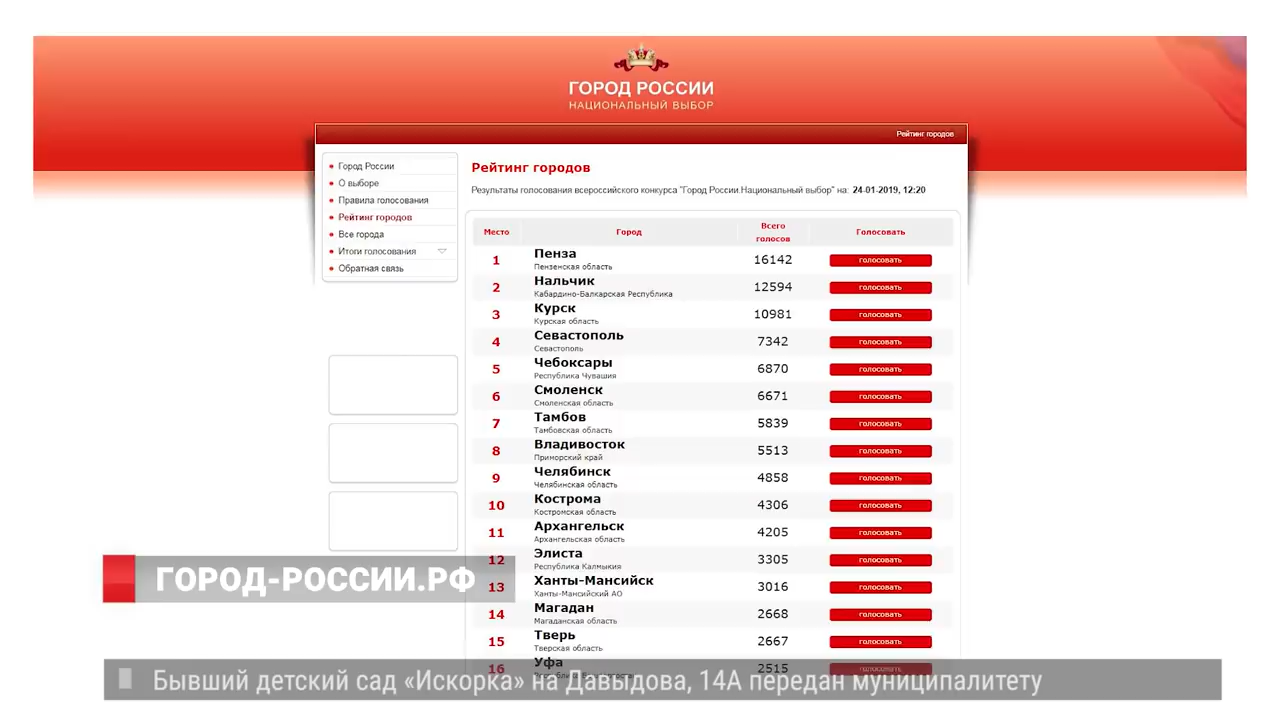 ГОРОД РОССИИ
НАЦИОНАЛЬНЫЙ ВЫБОР
Рейтинг городов
Город России
О выборе
Правила голосования
Рейтинг городов
Все города
Итоги голосования
Обратная связь
Рейтинг городов
Результаты голосования всероссийского конкурса "Город России.Национальный выбор" на: 24-01-2019, 12:20
Место Город Всего голосов Голосовать
1 Пенза 16142 голосовать
Пензенская область
2 Нальчик 12594 голосовать
Кабардино-Балкарская Республика
3 Курск 10981 голосовать
Курская область
4 Севастополь 7342 голосовать
Севастополь
5 Чебоксары 6870 голосовать
Республика Чувашия
6 Смоленск 6671 голосовать
Смоленская область
7 Тамбов 5839 голосовать
Тамбовская область
8 Владивосток 5513 голосовать
Приморский край
9 Челябинск 4858 голосовать
Челябинская область
10 Кострома 4306 голосовать
Костромская область
11 Архангельск 4205 голосовать
Архангельская область
12 Элиста 3305 голосовать
Республика Калмыкия
13 Ханты-Мансийск 3016 голосовать
Ханты-Мансийский АО
14 Магадан 2668 голосовать
Магаданская область
15 Тверь 2667 голосовать
Тверская область
16 Уфа 2515 голосовать
ГОРОД-РОССИИ.РФ
Бывший детский сад «Искорка» на Давыдова, 14А передан муниципалитету